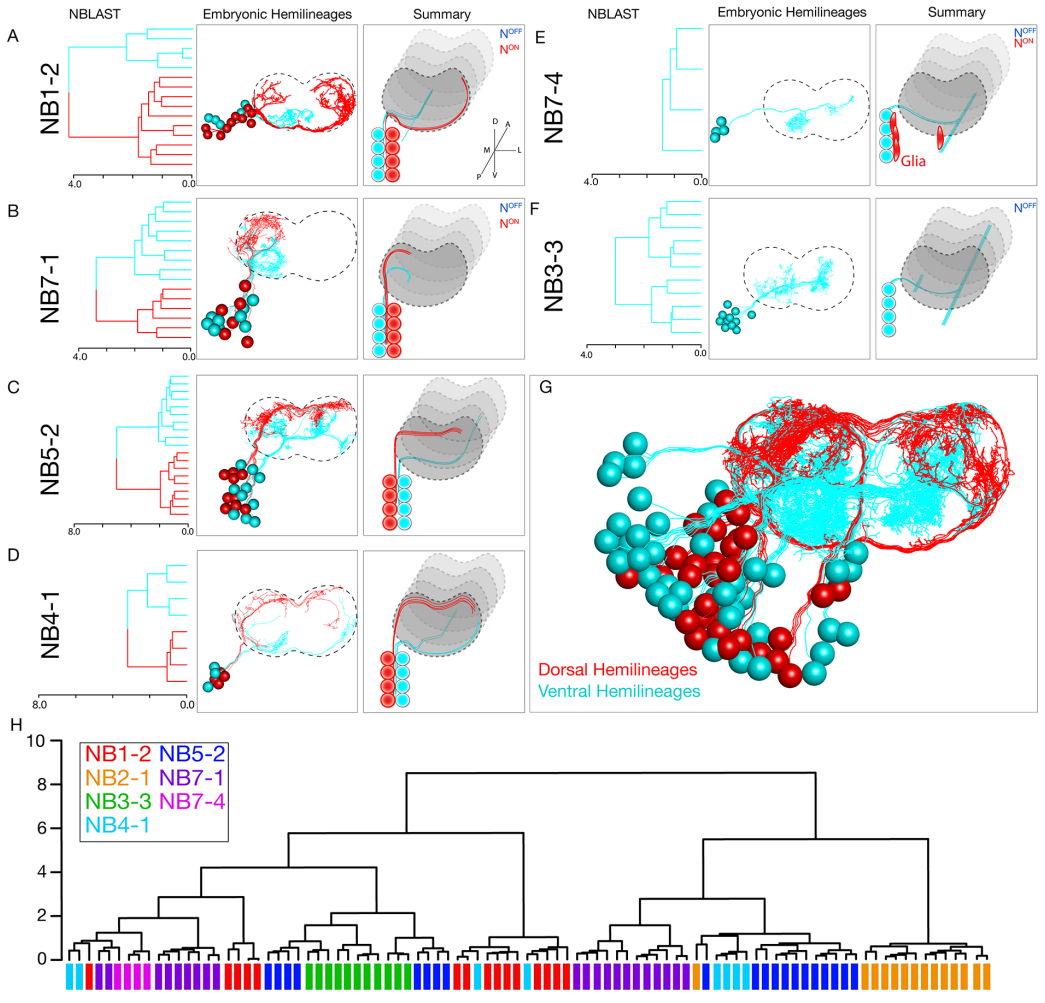 NBLAST Embryonic Hemilineages Summary
A
NB1-2
4.0 0.0
N^OFF
N^ON
D
A
M
L
P
V
B
NB7-1
4.0 0.0
N^OFF
N^ON
C
NB5-2
8.0 0.0
D
NB4-1
8.0 0.0
NBLAST Embryonic Hemilineages Summary
E
NB7-4
4.0 0.0
N^OFF
N^ON
Glia
F
NB3-3
4.0 0.0
N^OFF
G
Dorsal Hemilineages
Ventral Hemilineages
H
10
8
6
4
2
0
NB1-2 NB5-2
NB2-1 NB7-1
NB3-3 NB7-4
NB4-1